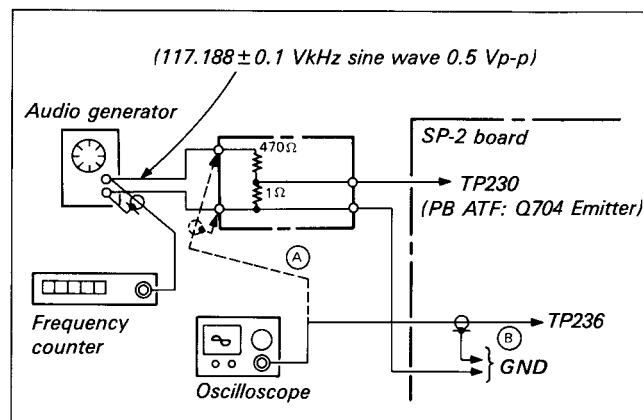 (117.188±0.1 VkHz sine wave 0.5 Vp-p)
Audio generator
470Ω
1Ω
SP-2 board
TP230
(PB ATF: Q704 Emitter)
A
Frequency
counter
Oscilloscope
TP236
B
GND